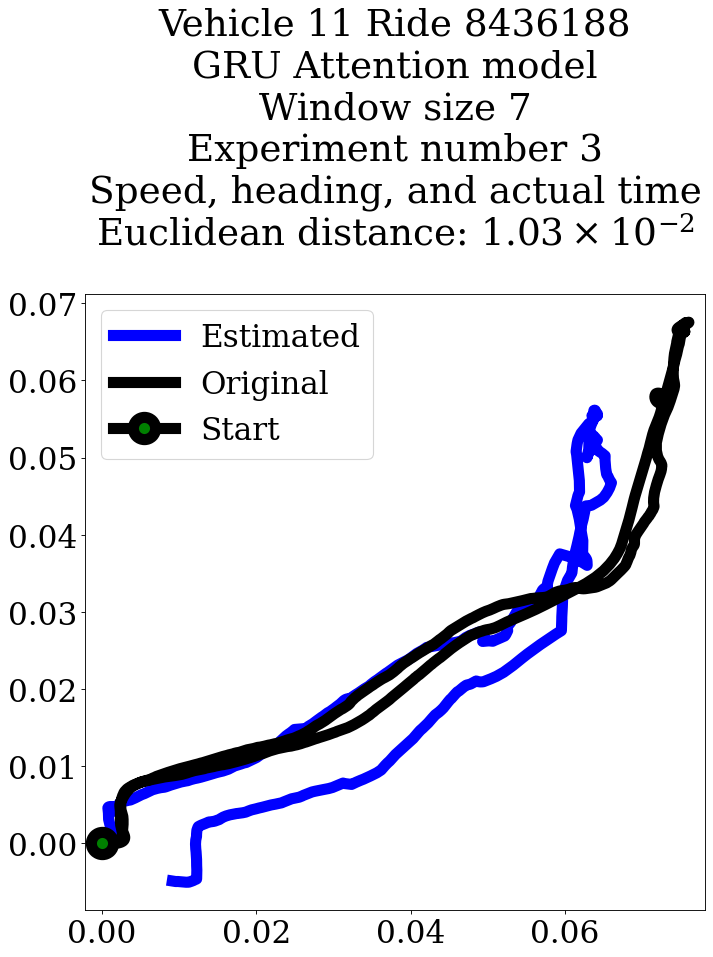 Vehicle 11 Ride 8436188
GRU Attention model
Window size 7
Experiment number 3
Speed, heading, and actual time
Euclidean distance: 1.03 × 10⁻²
0.07
0.06
0.05
0.04
0.03
0.02
0.01
0.00
Estimated
Original
Start
0.00 0.02 0.04 0.06